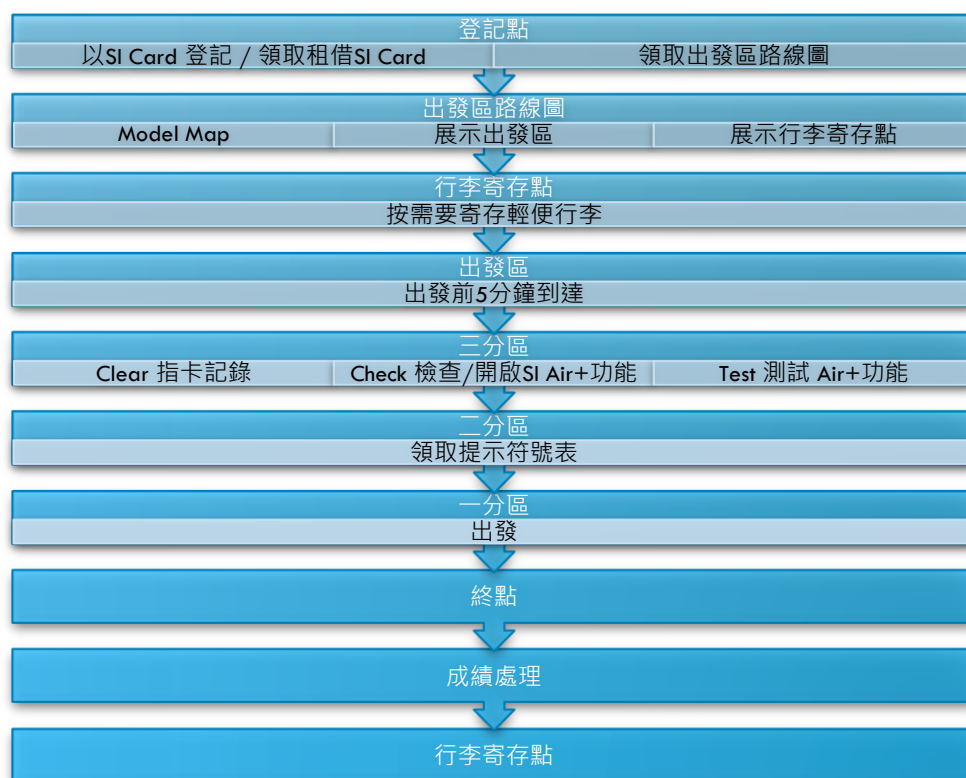 登記點
以SI Card 登記 / 領取租借SI Card
領取出發區路線圖
出發區路線圖
Model Map
展示出發區
展示行李寄存點
行李寄存點
按需要寄存輕便行李
出發區
出發前5分鐘到達
三分區
Clear 指卡記錄
Check 檢查/開啟SI Air+功能
Test 測試 Air+功能
二分區
領取提示符號表
一分區
出發
終點
成績處理
行李寄存點